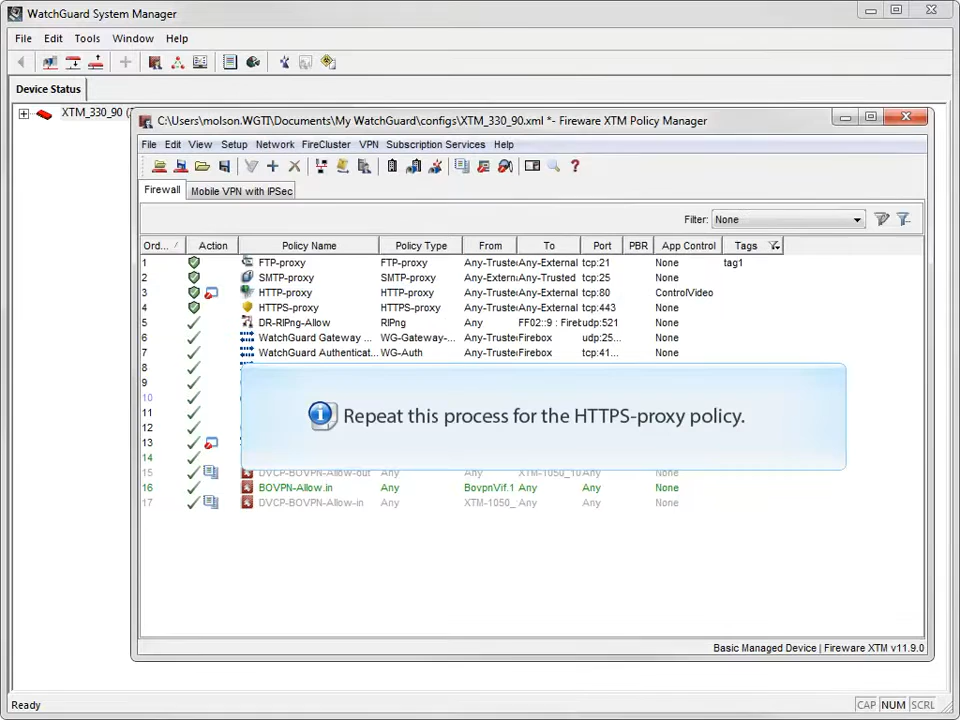 WatchGuard System Manager
File Edit Tools Window Help
Device Status
XTM_330_90 (
C:\Users\molson.WGTI\Documents\My WatchGuard\configs\XTM_330_90.xml *- Fireware XTM Policy Manager
File Edit View Setup Network FireCluster VPN Subscription Services Help
Firewall Mobile VPN with IPSec
Filter: None
Ord... Action Policy Name Policy Type From To Port PBR App Control Tags
1 FTP-proxy FTP-proxy Any-Truste Any-External tcp:21 None tag1
2 SMTP-proxy SMTP-proxy Any-Extern Any-Trusted tcp:25 None
3 HTTP-proxy HTTP-proxy Any-Truste Any-External tcp:80 ControlVideo
4 HTTPS-proxy HTTPS-proxy Any-Truste Any-External tcp:443 None
5 DR-RIPng-Allow RIPng Any FF02::9 : Fire udp:521 None
6 WatchGuard Gateway ... WG-Gateway-... Any-Truste Firebox udp:25... None
7 WatchGuard Authenticat... WG-Auth Any-Truste Firebox tcp:41... None
8
9
10
11
12
13
14
Repeat this process for the HTTPS-proxy policy.
15 DVCP-BOVPN-Allow-out Any Any XTM-1050_10 Any None
16 BOVPN-Allow.in Any BovpnVif.1 Any Any None
17 DVCP-BOVPN-Allow-in Any XTM-1050_ Any Any None
Basic Managed Device | Fireware XTM v11.9.0
Ready CAP NUM SCRL